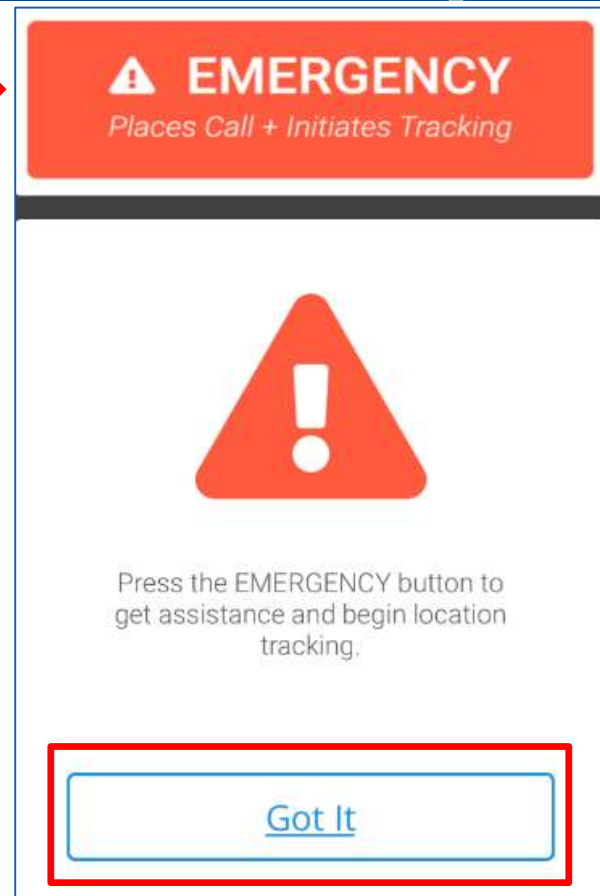 EMERGENCY
Places Call + Initiates Tracking
Press the EMERGENCY button to
get assistance and begin location
tracking.
Got It